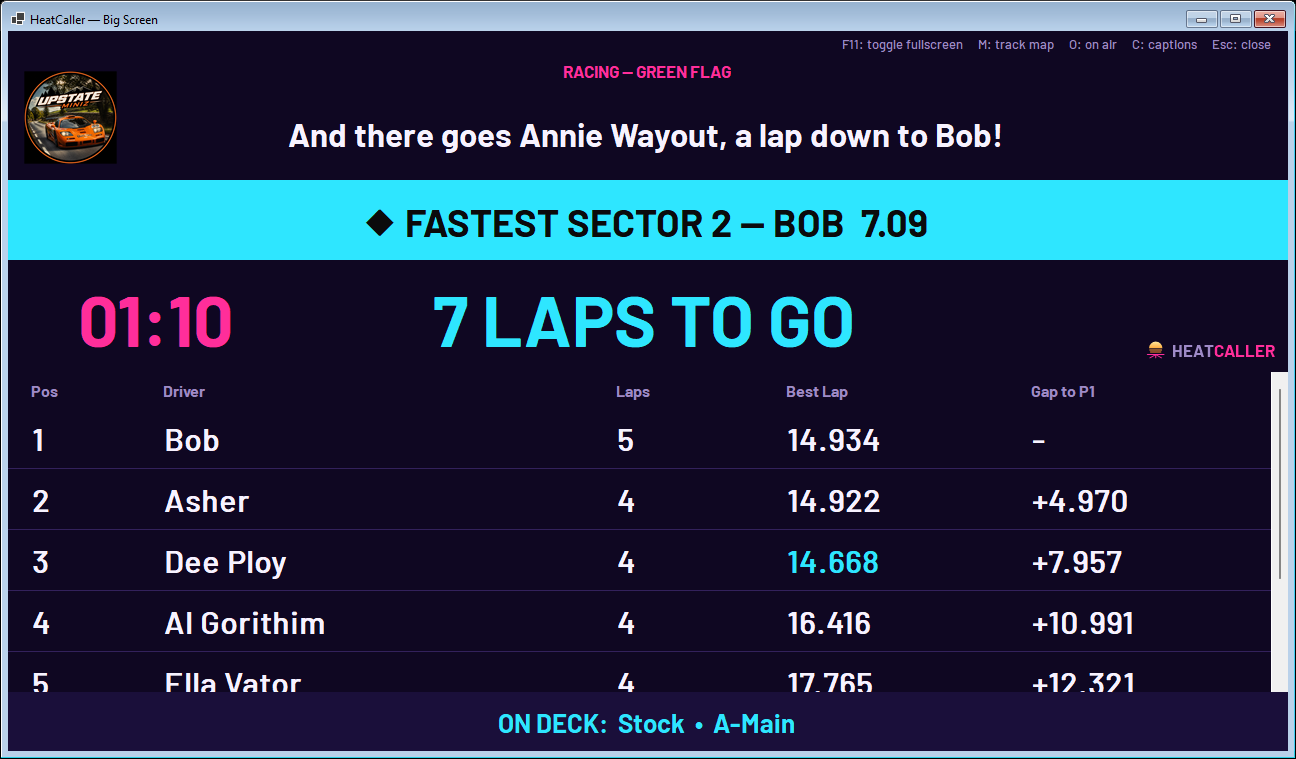 HeatCaller — Big Screen
F11: toggle fullscreen M: track map O: on air C: captions Esc: close
RACING — GREEN FLAG
UPSTATE
MINIZ
And there goes Annie Wayout, a lap down to Bob!
◆ FASTEST SECTOR 2 — BOB 7.09
01:10 7 LAPS TO GO
HEATCALLER
Pos Driver Laps Best Lap Gap to P1
1 Bob 5 14.934 –
2 Asher 4 14.922 +4.970
3 Dee Ploy 4 14.668 +7.957
4 Al Gorithim 4 16.416 +10.991
5 Ella Vator 4 17.765 +12.321
ON DECK: Stock • A-Main